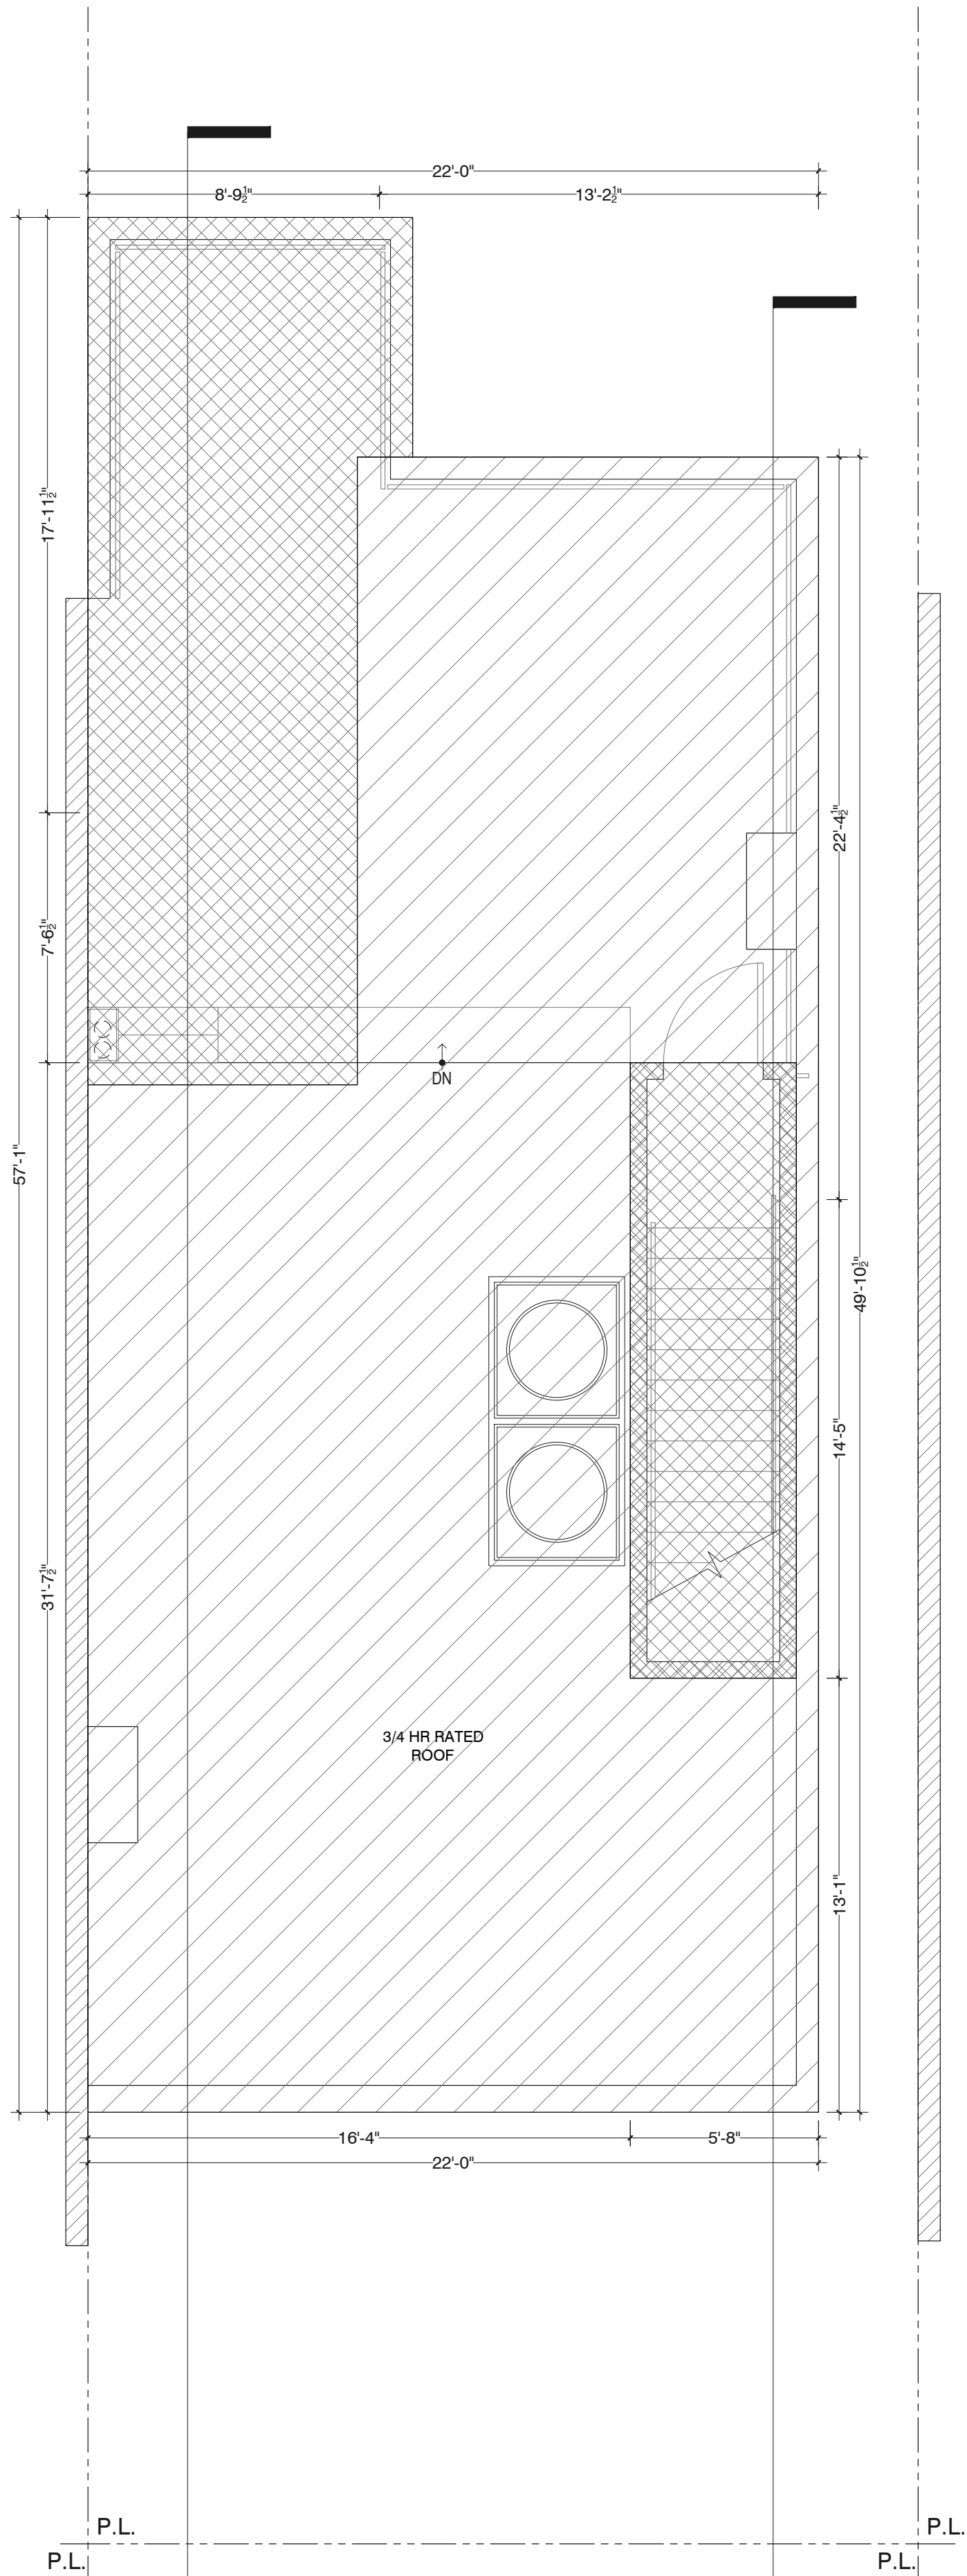 22'-0"
8'-9½"
13'-2½"
17'-11½"
22'-4½"
7'-6½"
DN
57'-1"
49'-10½"
14'-5"
31'-7½"
3/4 HR RATED
ROOF
13'-1"
16'-4"
5'-8"
22'-0"
P.L.
P.L.
P.L.
P.L.